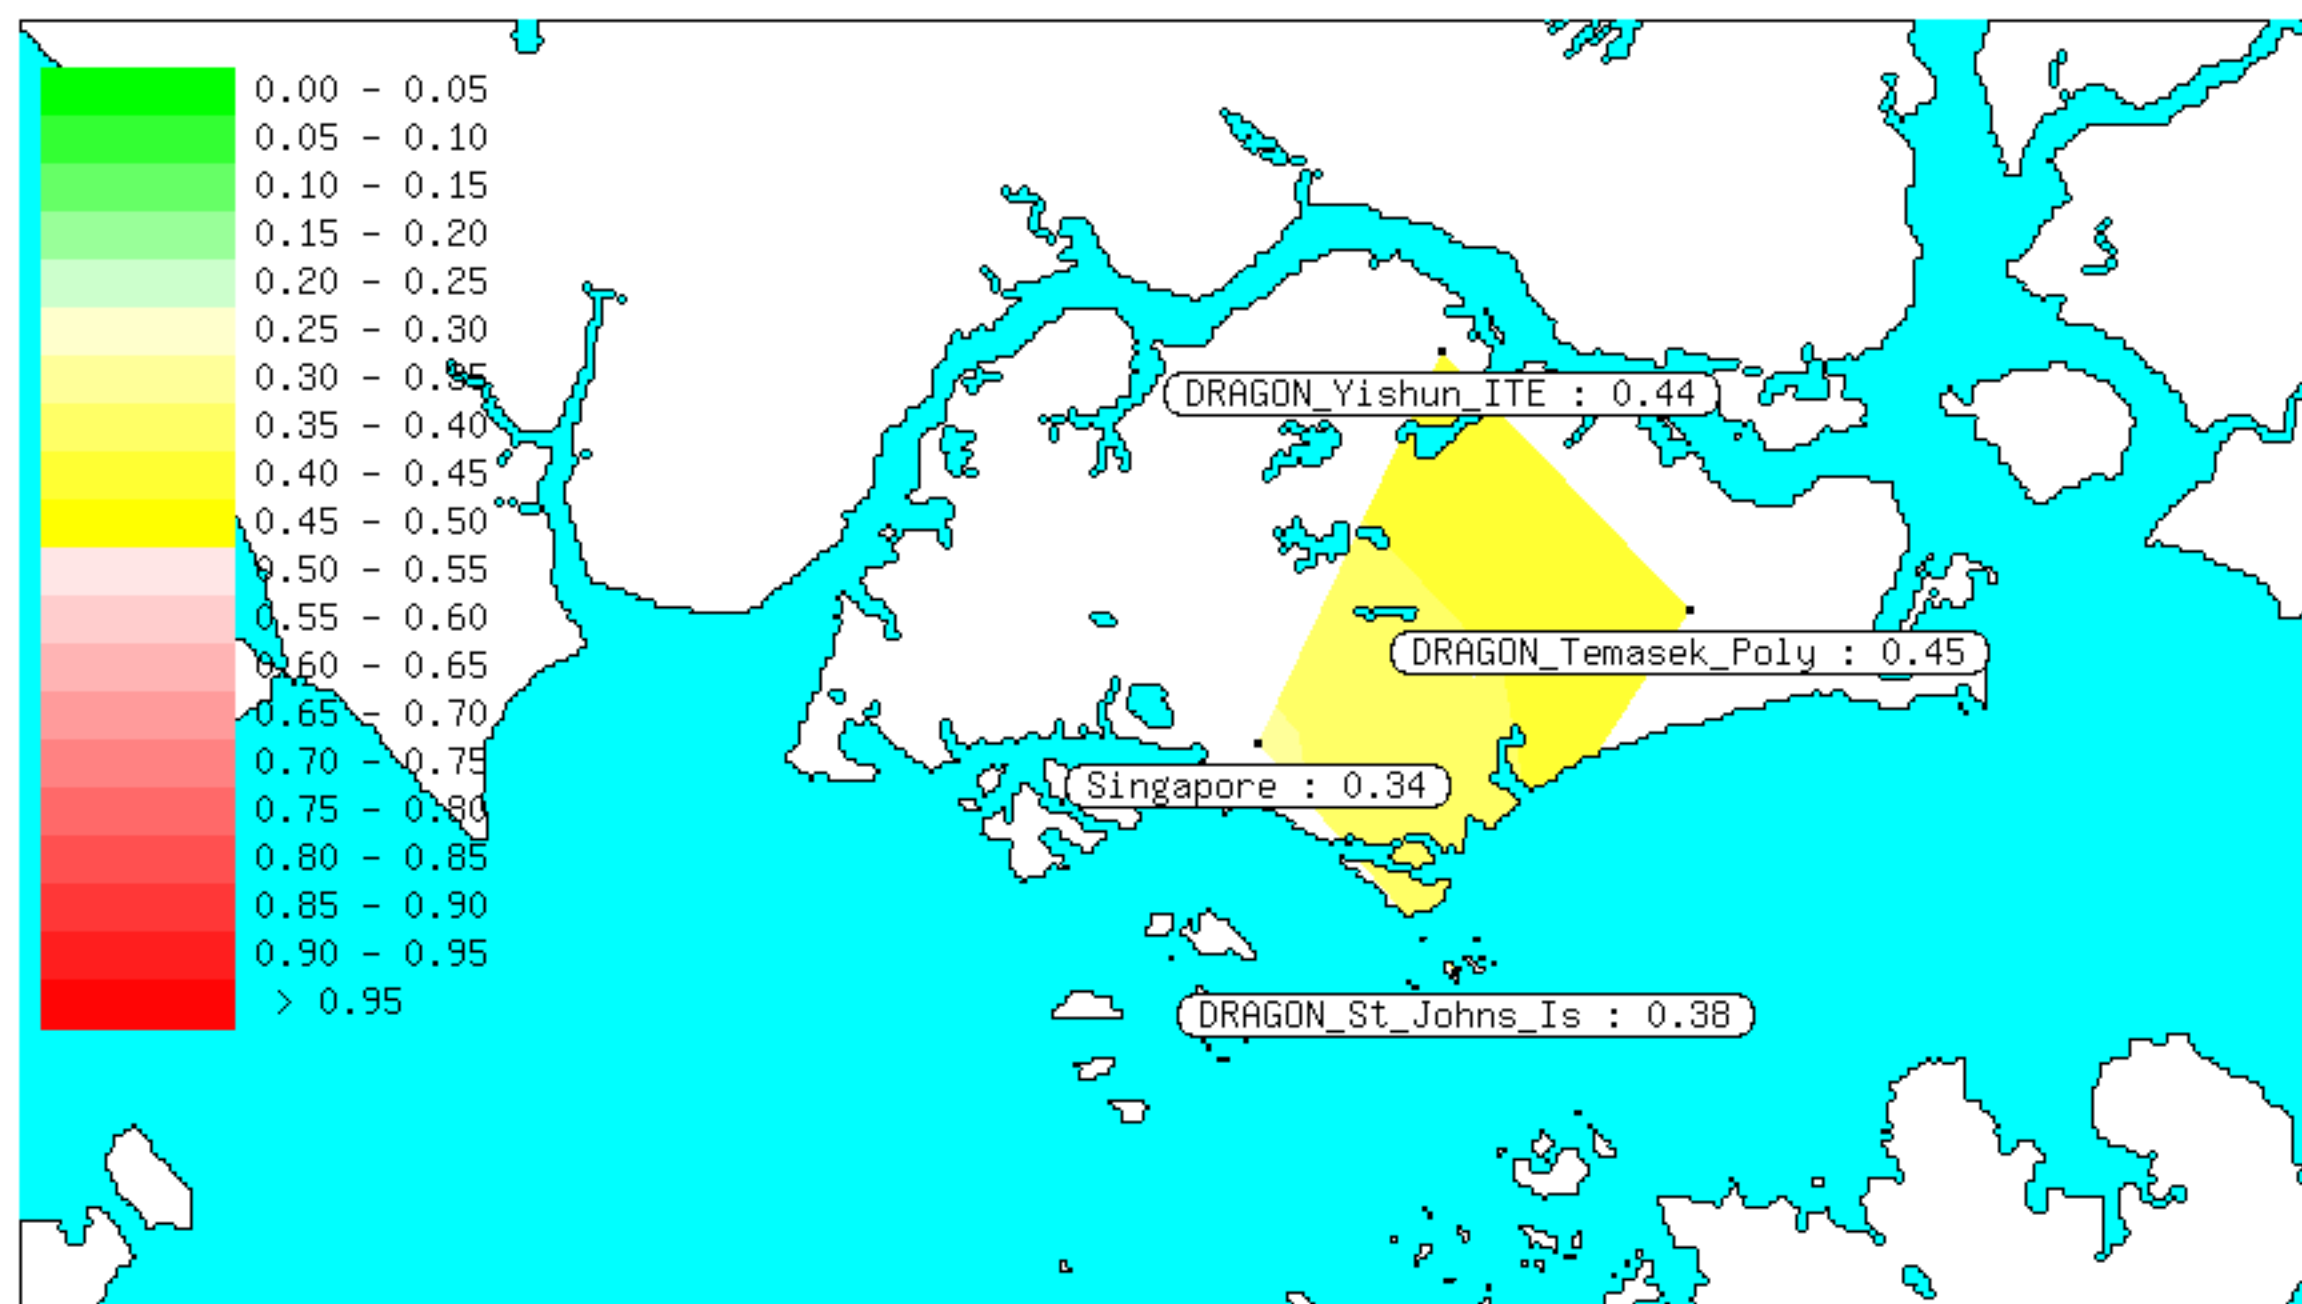 0.00 - 0.05
0.05 - 0.10
0.10 - 0.15
0.15 - 0.20
0.20 - 0.25
0.25 - 0.30
0.30 - 0.35
0.35 - 0.40
0.40 - 0.45
0.45 - 0.50
0.50 - 0.55
0.55 - 0.60
0.60 - 0.65
0.65 - 0.70
0.70 - 0.75
0.75 - 0.80
0.80 - 0.85
0.85 - 0.90
0.90 - 0.95
> 0.95
DRAGON_Yishun_ITE : 0.44
DRAGON_Temasek_Poly : 0.45
Singapore : 0.34
DRAGON_St_Johns_Is : 0.38